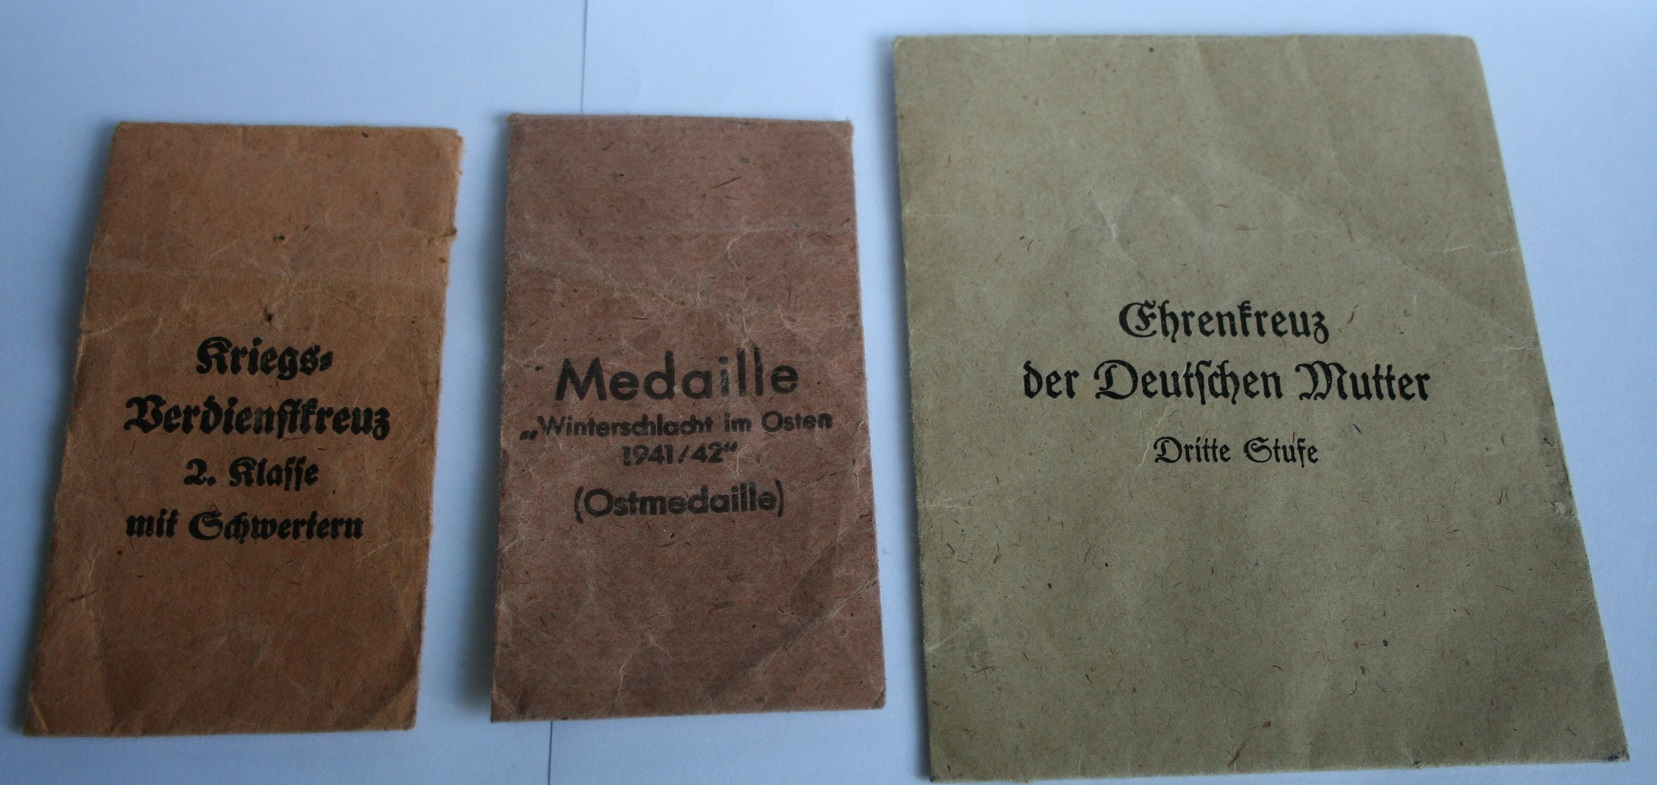 Kriegs-
Verdienstkreuz
2. Klasse
mit Schwertern
Medaille
„Winterschlacht im Osten
1941/42“
(Ostmedaille)
Ehrenkreuz
der Deutschen Mutter
Dritte Stufe